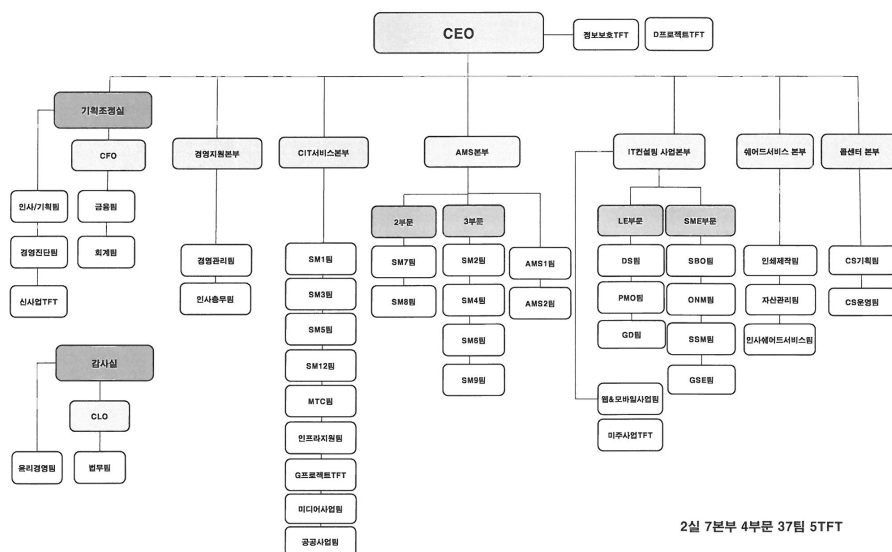 CEO
정보보호TFT
D프로젝트TFT
기획조정실
CFO
인사/기획팀
금융팀
경영진단팀
회계팀
신사업TFT
감사실
CLO
윤리경영팀
법무팀
경영지원본부
경영관리팀
인사총무팀
CIT서비스본부
SM1팀
SM3팀
SM5팀
SM12팀
MTC팀
인프라지원팀
G프로젝트TFT
미디어사업팀
공공사업팀
AMS본부
2부문
SM7팀
SM8팀
3부문
SM2팀
SM4팀
SM6팀
SM9팀
AMS1팀
AMS2팀
IT컨설팅 사업본부
LE부문
DS팀
PMO팀
GD팀
SME부문
SBO팀
ONM팀
SSM팀
GSE팀
웹&모바일사업팀
미주사업TFT
쉐어드서비스 본부
인쇄제작팀
자산관리팀
인사쉐어드서비스팀
콜센터 본부
CS기획팀
CS운영팀
2실 7본부 4부문 37팀 5TFT